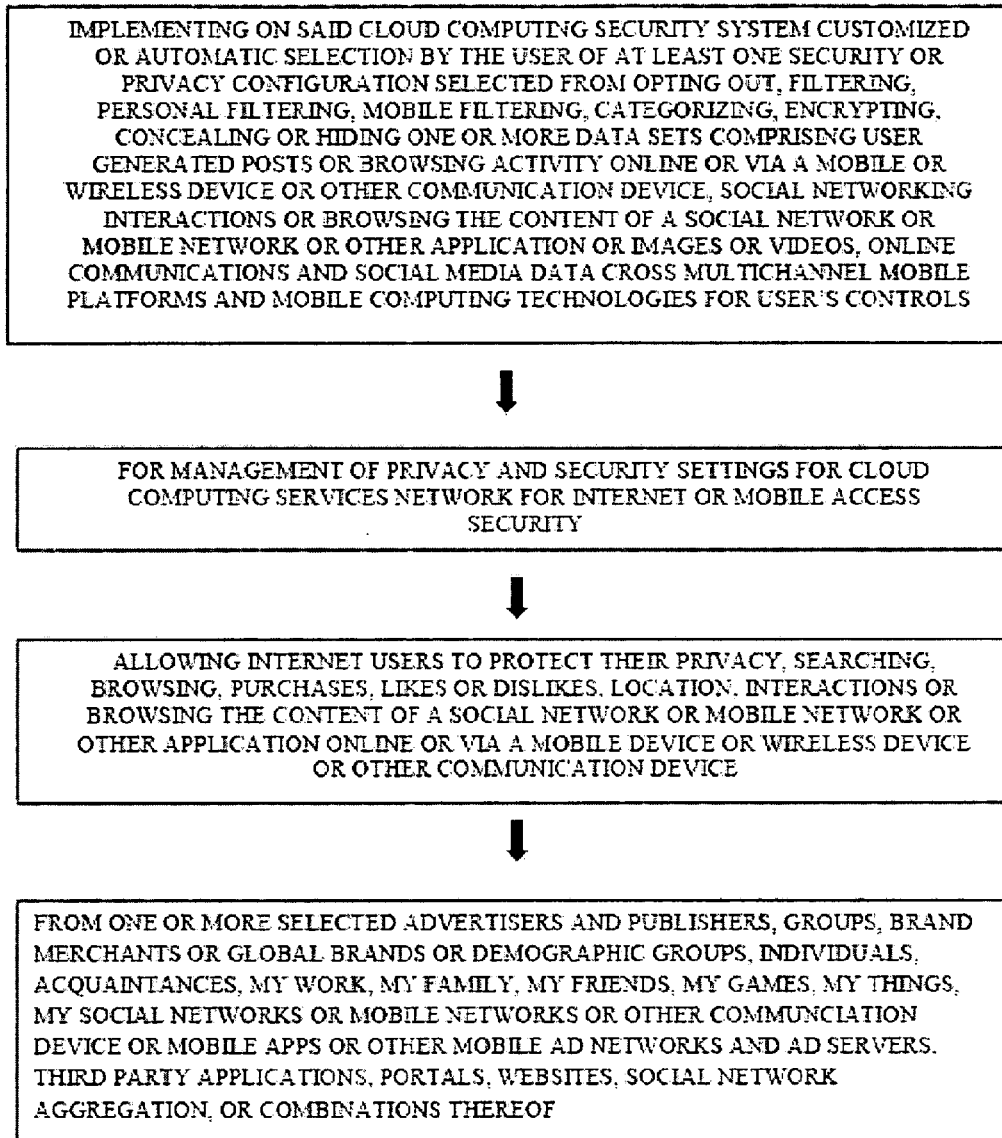 IMPLEMENTING ON SAID CLOUD COMPUTING SECURITY SYSTEM CUSTOMIZED
OR AUTOMATIC SELECTION BY THE USER OF AT LEAST ONE SECURITY OR
PRIVACY CONFIGURATION SELECTED FROM OPTING OUT, FILTERING,
PERSONAL FILTERING, MOBILE FILTERING, CATEGORIZING, ENCRYPTING,
CONCEALING OR HIDING ONE OR MORE DATA SETS COMPRISING USER
GENERATED POSTS OR BROWSING ACTIVITY ONLINE OR VIA A MOBILE OR
WIRELESS DEVICE OR OTHER COMMUNICATION DEVICE, SOCIAL NETWORKING
INTERACTIONS OR BROWSING THE CONTENT OF A SOCIAL NETWORK OR
MOBILE NETWORK OR OTHER APPLICATION OR IMAGES OR VIDEOS, ONLINE
COMMUNICATIONS AND SOCIAL MEDIA DATA CROSS MULTICHANNEL MOBILE
PLATFORMS AND MOBILE COMPUTING TECHNOLOGIES FOR USER'S CONTROLS
FOR MANAGEMENT OF PRIVACY AND SECURITY SETTINGS FOR CLOUD
COMPUTING SERVICES NETWORK FOR INTERNET OR MOBILE ACCESS
SECURITY
ALLOWING INTERNET USERS TO PROTECT THEIR PRIVACY, SEARCHING,
BROWSING, PURCHASES, LIKES OR DISLIKES, LOCATION, INTERACTIONS OR
BROWSING THE CONTENT OF A SOCIAL NETWORK OR MOBILE NETWORK OR
OTHER APPLICATION ONLINE OR VIA A MOBILE DEVICE OR WIRELESS DEVICE
OR OTHER COMMUNICATION DEVICE
FROM ONE OR MORE SELECTED ADVERTISERS AND PUBLISHERS, GROUPS, BRAND
MERCHANTS OR GLOBAL BRANDS OR DEMOGRAPHIC GROUPS, INDIVIDUALS,
ACQUAINTANCES, MY WORK, MY FAMILY, MY FRIENDS, MY GAMES, MY THINGS,
MY SOCIAL NETWORKS OR MOBILE NETWORKS OR OTHER COMMUNCIATION
DEVICE OR MOBILE APPS OR OTHER MOBILE AD NETWORKS AND AD SERVERS,
THIRD PARTY APPLICATIONS, PORTALS, WEBSITES, SOCIAL NETWORK
AGGREGATION, OR COMBINATIONS THEREOF